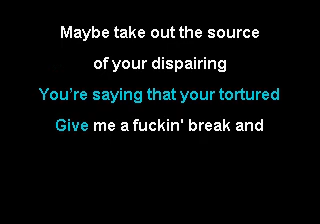 Maybe take out the source
of your dispairing
You're saying that your tortured
Give me a fuckin' break and